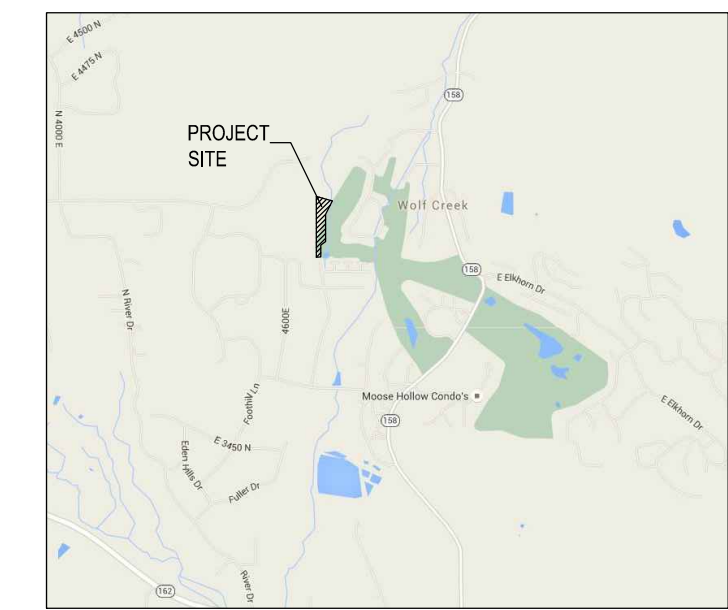 E 4500 N
E 4475 N
N 4000 E
158
PROJECT
SITE
Wolf Creek
158
E Elkhorn Dr
N River Dr
4600E
Moose Hollow Condo's
Foothill Ln
E Elkhorn Dr
158
E 3450 N
Eden Hills Dr
Fuller Dr
162
River Dr